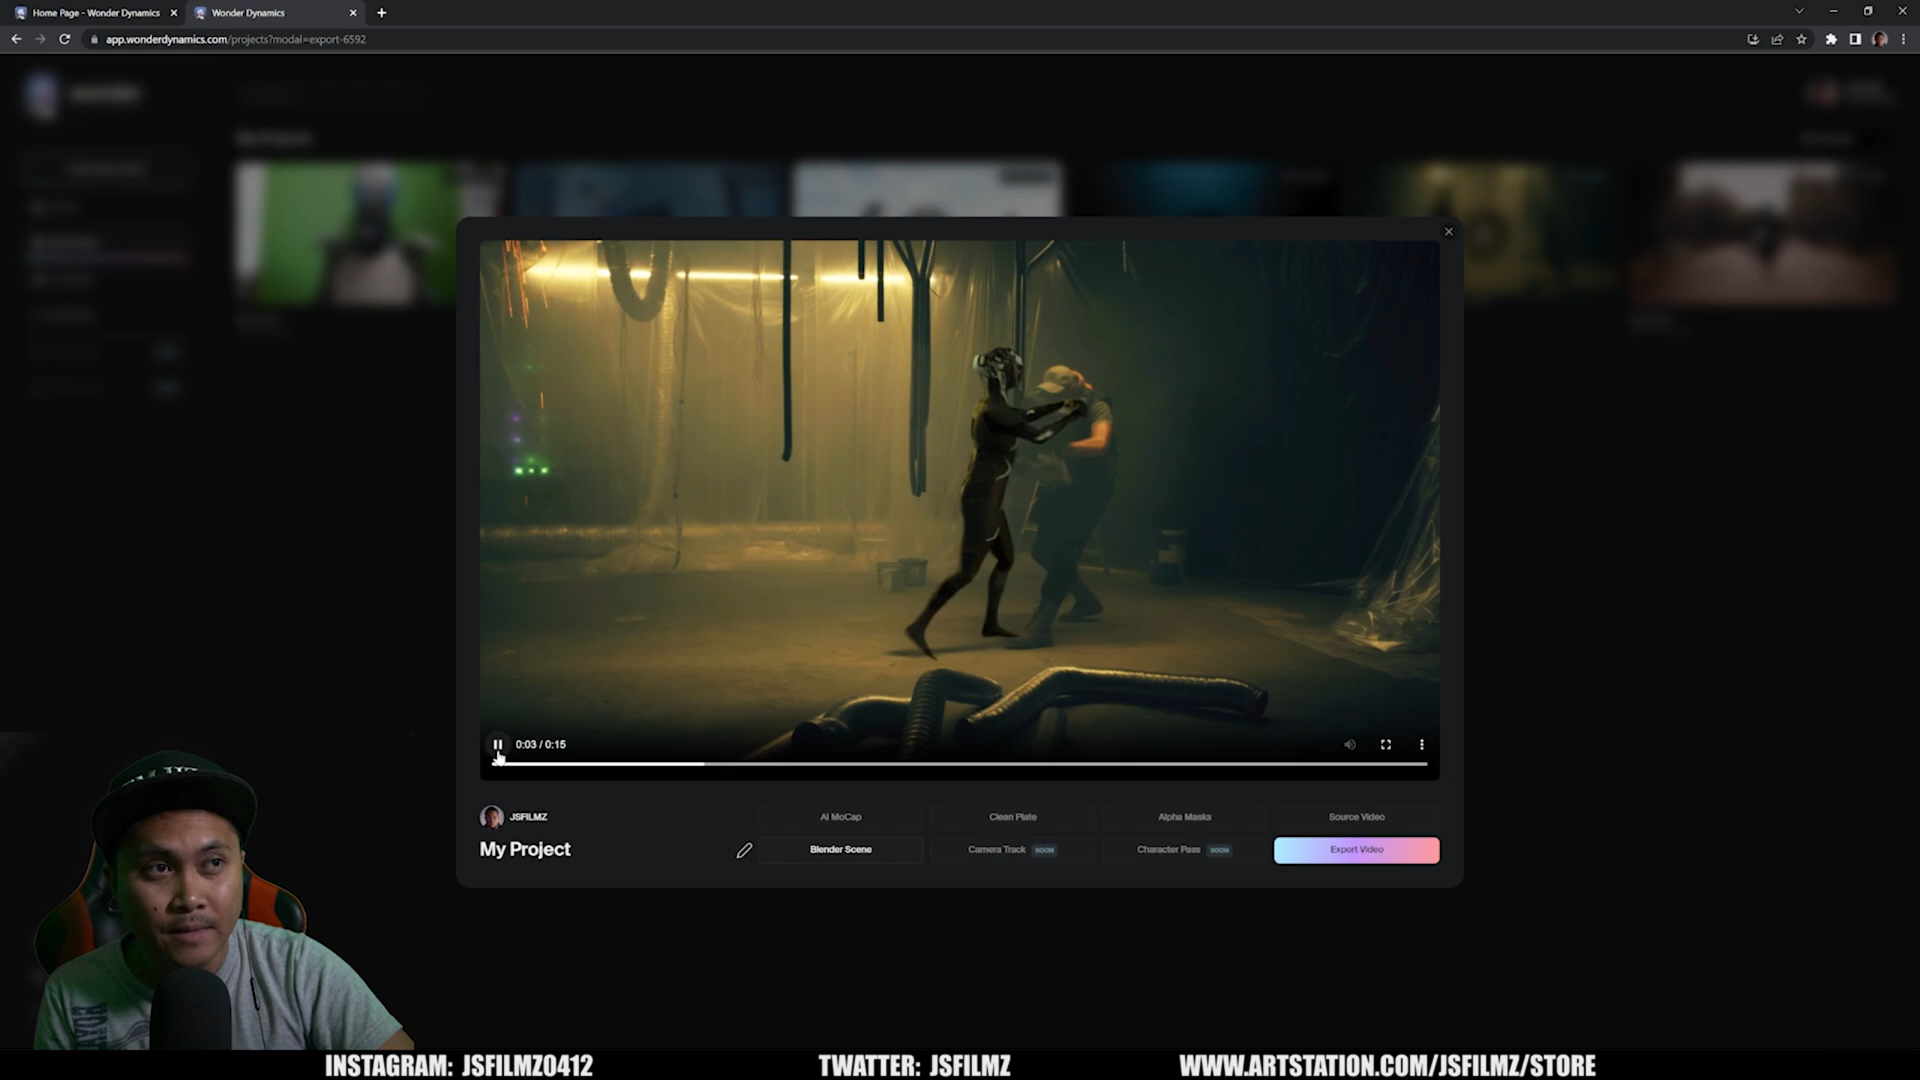 Home Page - Wonder Dynamics
Wonder Dynamics
app.wonderdynamics.com/projects?modal=export-6592
0:03 / 0:15
JSFILMZ
AI MoCap
Clean Plate
Alpha Masks
Source Video
My Project
Blender Scene
Camera Track SOON
Character Pass SOON
Export Video
INSTAGRAM: JSFILMZ0412
TWATTER: JSFILMZ
WWW.ARTSTATION.COM/JSFILMZ/STORE